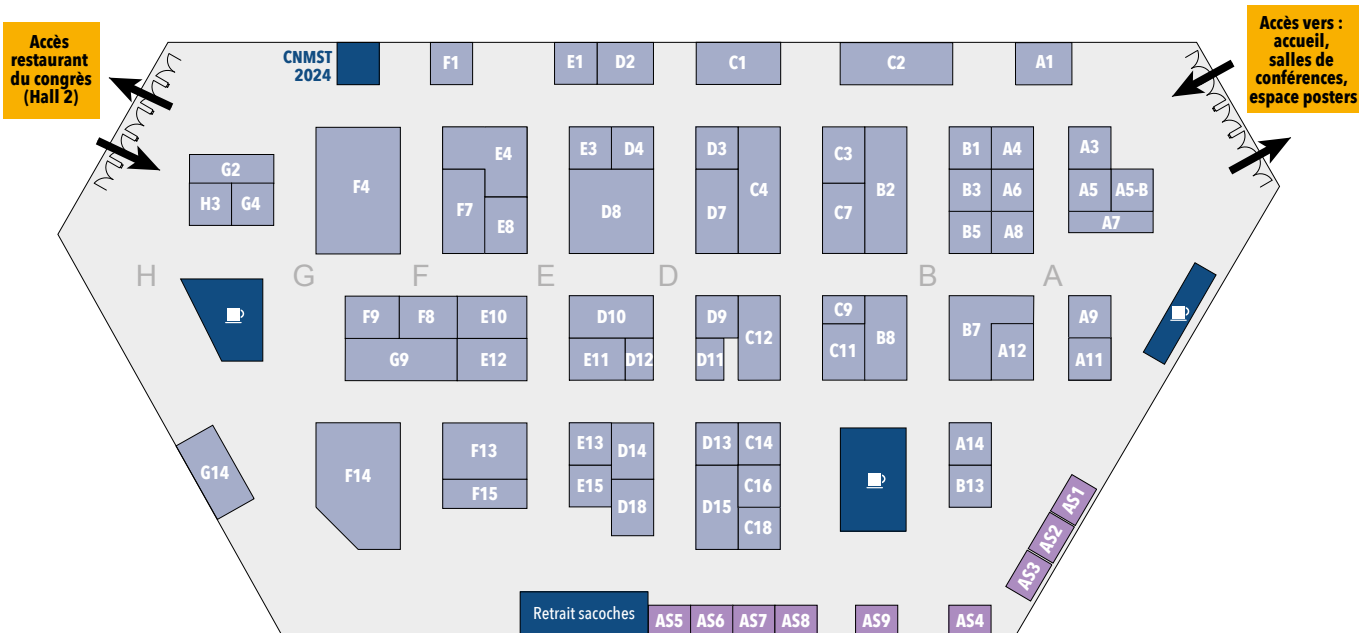 Accès
restaurant
du congrès
(Hall 2)
CNMST
2024
F1
E1
D2
C1
C2
A1
Accès vers :
accueil,
salles de
conférences,
espace posters
G2
H3
G4
F4
E4
F7
E8
E3
D4
D8
D3
D7
C4
C3
C7
B2
B1
A4
B3
A6
B5
A8
A3
A5
A5-B
A7
H
G
F
E
D
B
A
F9
F8
E10
G9
E12
D10
E11
D12
D9
D11
C12
C9
C11
B8
B7
A12
A9
A11
G14
F14
F13
F15
E13
D14
E15
D18
D13
C14
D15
C16
C18
A14
B13
AS1
AS2
AS3
Retrait sacoches
AS5
AS6
AS7
AS8
AS9
AS4